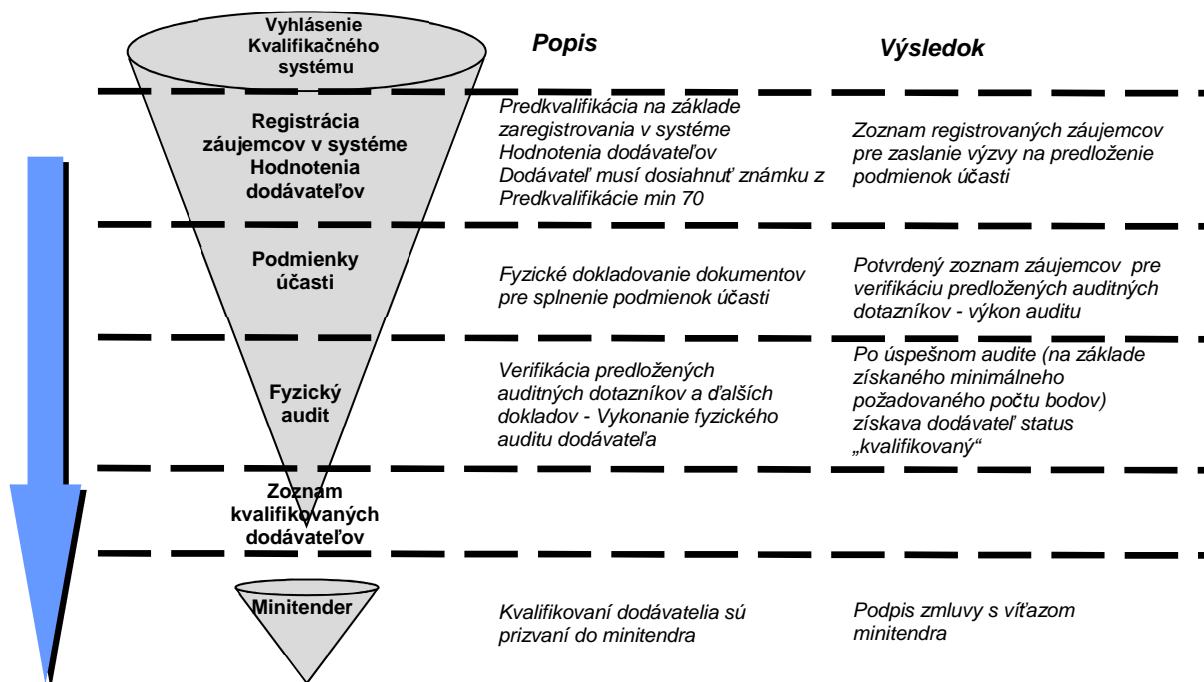 Vyhlásenie
Kvalifikačného
systému
Popis
Výsledok
Registrácia
záujemcov v systéme
Hodnotenia
dodávateľov
Predkvalifikácia na základe
zaregistrovania v systéme
Hodnotenia dodávateľov
Dodávateľ musí dosiahnuť známku z
Predkvalifikácie min 70
Zoznam registrovaných záujemcov
pre zaslanie výzvy na predloženie
podmienok účasti
Podmienky
účasti
Fyzické dokladovanie dokumentov
pre splnenie podmienok účasti
Potvrdený zoznam záujemcov  pre
verifikáciu predložených auditných
dotazníkov - výkon auditu
Fyzický
audit
Verifikácia predložených
auditných dotazníkov a ďalších
dokladov - Vykonanie fyzického
auditu dodávateľa
Po úspešnom audite (na základe
získaného minimálneho
požadovaného počtu bodov)
získava dodávateľ status
„kvalifikovaný“
Zoznam
kvalifikovaných
dodávateľov
Minitender
Kvalifikovaní dodávatelia sú
prizvaní do minitendra
Podpis zmluvy s víťazom
minitendra